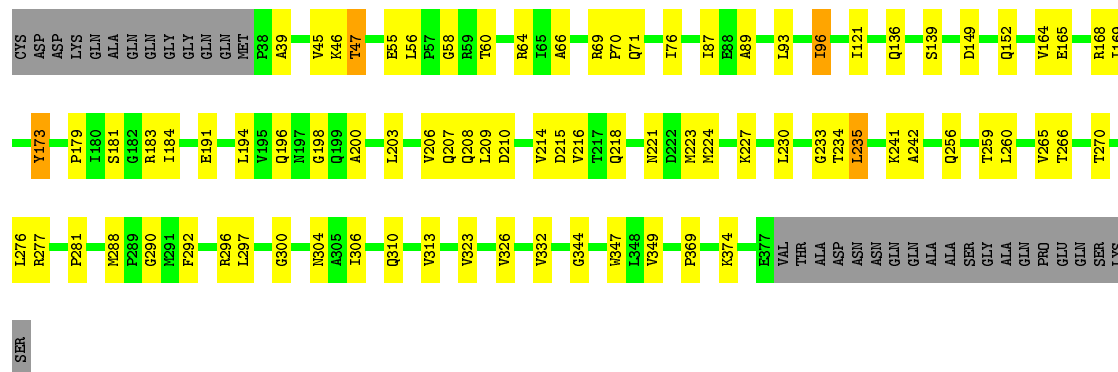 CYS ASP ASP LYS GLN ALA GLN GLN GLY GLY GLN GLN MET P38 A39 V45 K46 T47 E55 L56 P57 G58 R59 T60 R64 I65 A66 R69 P70 Q71 I76 I87 E88 A89 L93 I96 I121 Q136 S139 D149 Q152 V164 E165 R168 I169
Y173 P179 I180 S181 G182 R183 I184 E191 L194 V195 Q196 N197 G198 Q199 A200 L203 V206 Q207 Q208 L209 D210 V214 D215 V216 T217 Q218 N221 D222 M223 M224 K227 L230 G233 T234 L235 K241 A242 Q256 T259 L260 V265 T266 T270
L276 R277 P281 M288 P289 G290 M291 F292 R296 L297 G300 N304 A305 I306 Q310 V313 V323 V326 V332 G344 W347 L348 V349 P369 K374 E377 VAL THR ALA ASP ASN ASN GLN GLN ALA ALA SER GLY ALA GLN PRO GLU GLN SER LYS
SER